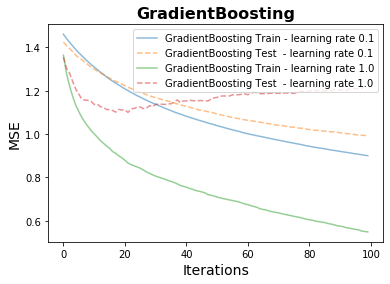 GradientBoosting
1.4
1.2
1.0
0.8
0.6
MSE
GradientBoosting Train - learning rate 0.1
GradientBoosting Test  - learning rate 0.1
GradientBoosting Train - learning rate 1.0
GradientBoosting Test  - learning rate 1.0
0 20 40 60 80 100
Iterations